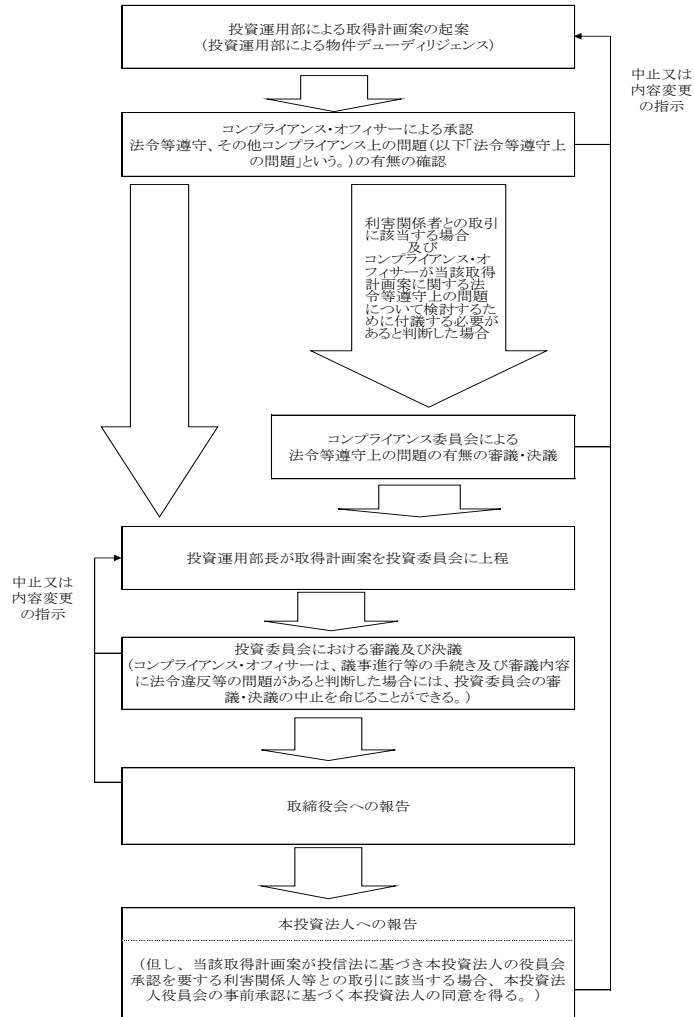 投資運用部による取得計画案の起案
(投資運用部による物件デューディリジェンス)
中止又は
内容変更
の指示
コンプライアンス・オフィサーによる承認
法令等遵守、その他コンプライアンス上の問題(以下「法令等遵守上
の問題」という。)の有無の確認
利害関係者との取引
に該当する場合
及び
コンプライアンス・オ
フィサーが当該取得
計画案に関する法
令等遵守上の問題
について検討するた
めに付議する必要が
あると判断した場合
コンプライアンス委員会による
法令等遵守上の問題の有無の審議・決議
投資運用部長が取得計画案を投資委員会に上程
中止又は
内容変更
の指示
投資委員会における審議及び決議
(コンプライアンス・オフィサーは、議事進行等の手続き及び審議内容
に法令違反等の問題があると判断した場合には、投資委員会の審
議・決議の中止を命じることができる。)
取締役会への報告
本投資法人への報告
(但し、当該取得計画案が投信法に基づき本投資法人の役員会
承認を要する利害関係人等との取引に該当する場合、本投資法
人役員会の事前承認に基づく本投資法人の同意を得る。)